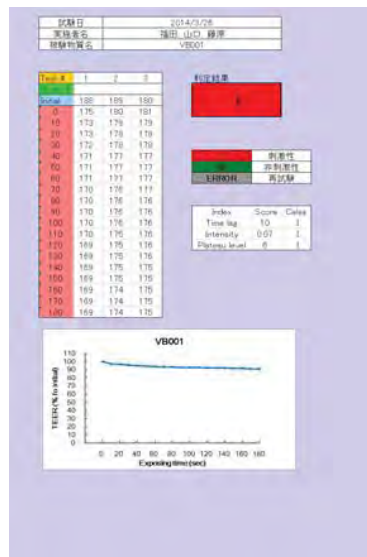 試験日 2014/3/26
実施者名 福田、山口、藤原
被験物質名 VB001
Test # 1 2 3
判定結果
Initial 188 189 180
0 175 180 181
10 173 179 179
20 173 178 178
30 172 178 178
40 171 177 177
50 171 177 177
60 171 177 177
70 170 176 177
80 170 176 176
90 170 176 176
100 170 176 176
110 170 175 176
120 169 175 176
130 169 175 176
140 169 175 176
150 169 175 175
160 169 174 175
170 169 174 175
180 169 174 175
刺激性
非刺激性
ERROR 再試験
Index Score Class
Time lag 10 I
Intensity 0.07 I
Plateau level 6 I
VB001
TEER (% to initial)
110
100
90
80
70
60
50
40
30
20
10
0
0 20 40 60 80 100 120 140 160 180
Exposing time (sec)